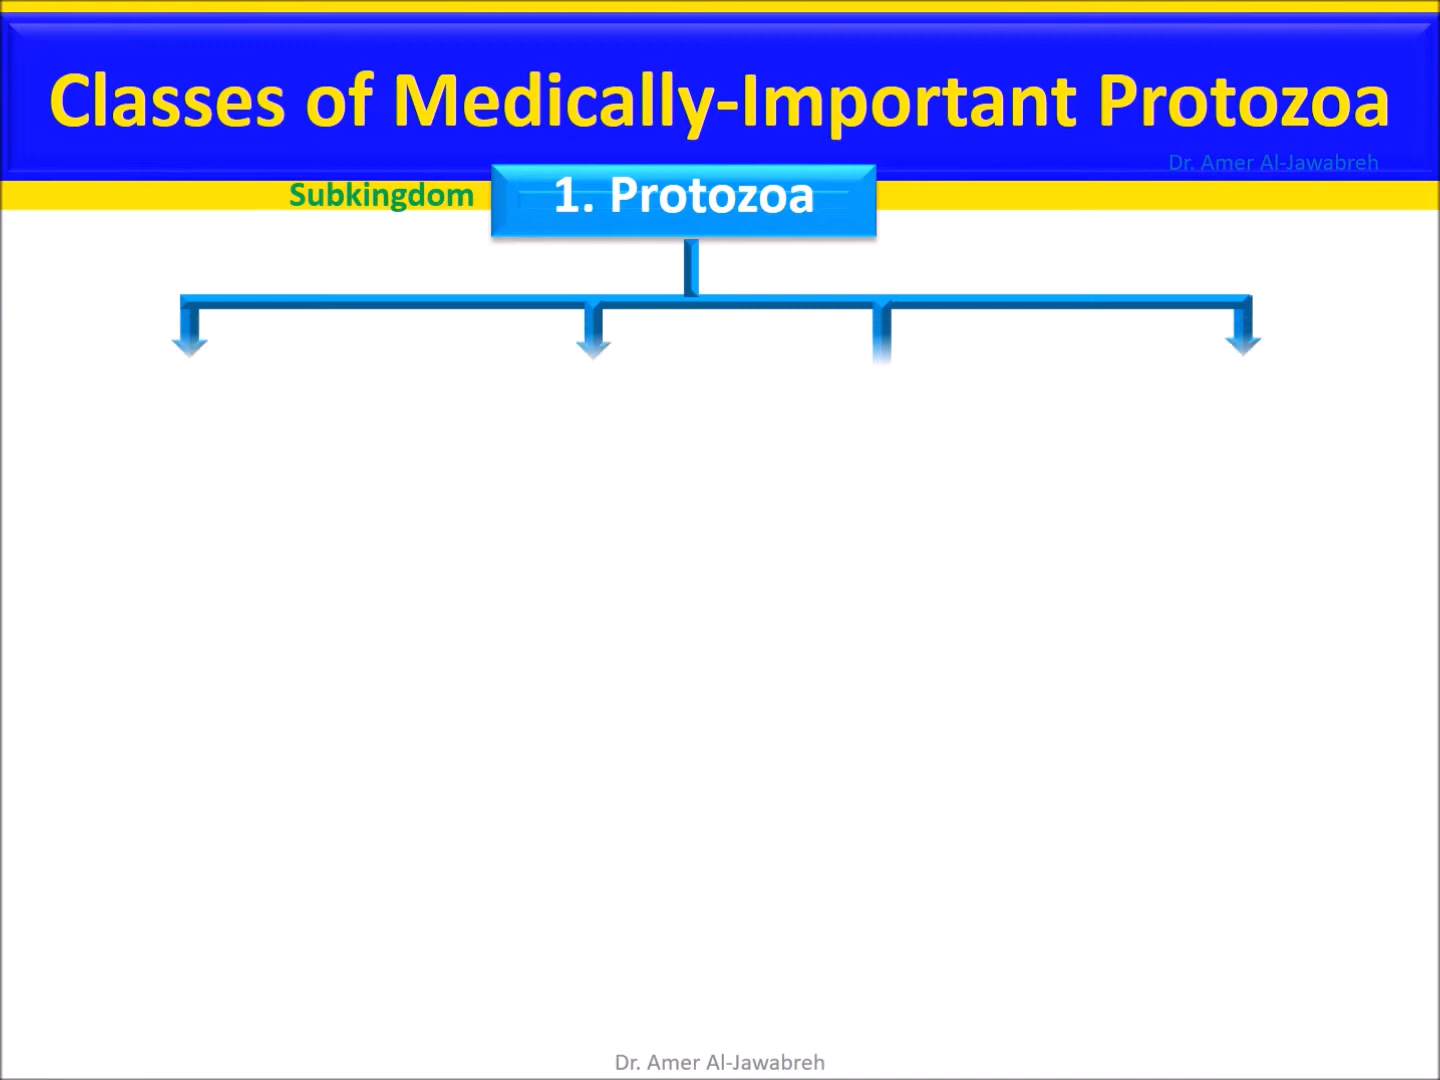 Classes of Medically-Important Protozoa
Dr. Amer Al-Jawabreh
Subkingdom
1. Protozoa
Dr. Amer Al-Jawabreh